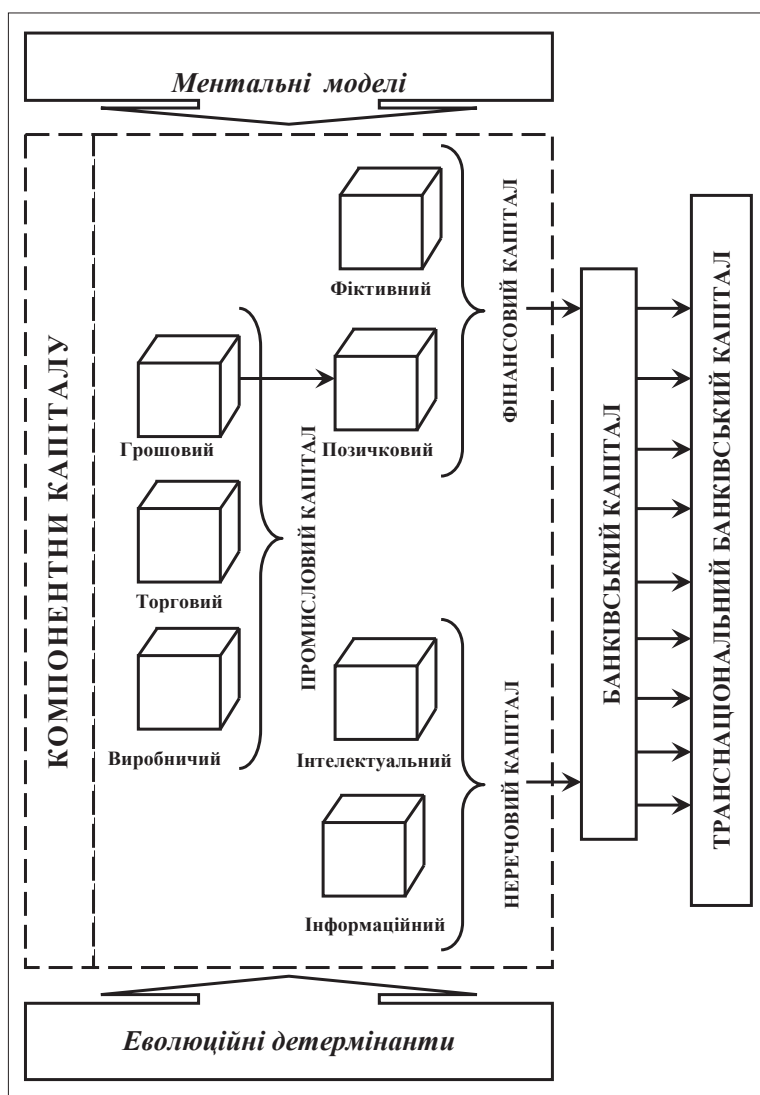 Ментальні моделі
КОМПОНЕНТНИ КАПІТАЛУ
Фіктивний
Грошовий
Позичковий
Торговий
Виробничий
ПРОМИСЛОВИЙ КАПІТАЛ
ФІНАНСОВИЙ КАПІТАЛ
Інтелектуальний
Інформаційний
НЕРЕЧОВИЙ КАПІТАЛ
БАНКІВСЬКИЙ КАПІТАЛ
ТРАНСНАЦІОНАЛЬНИЙ БАНКІВСЬКИЙ КАПІТАЛ
Еволюційні детермінанти